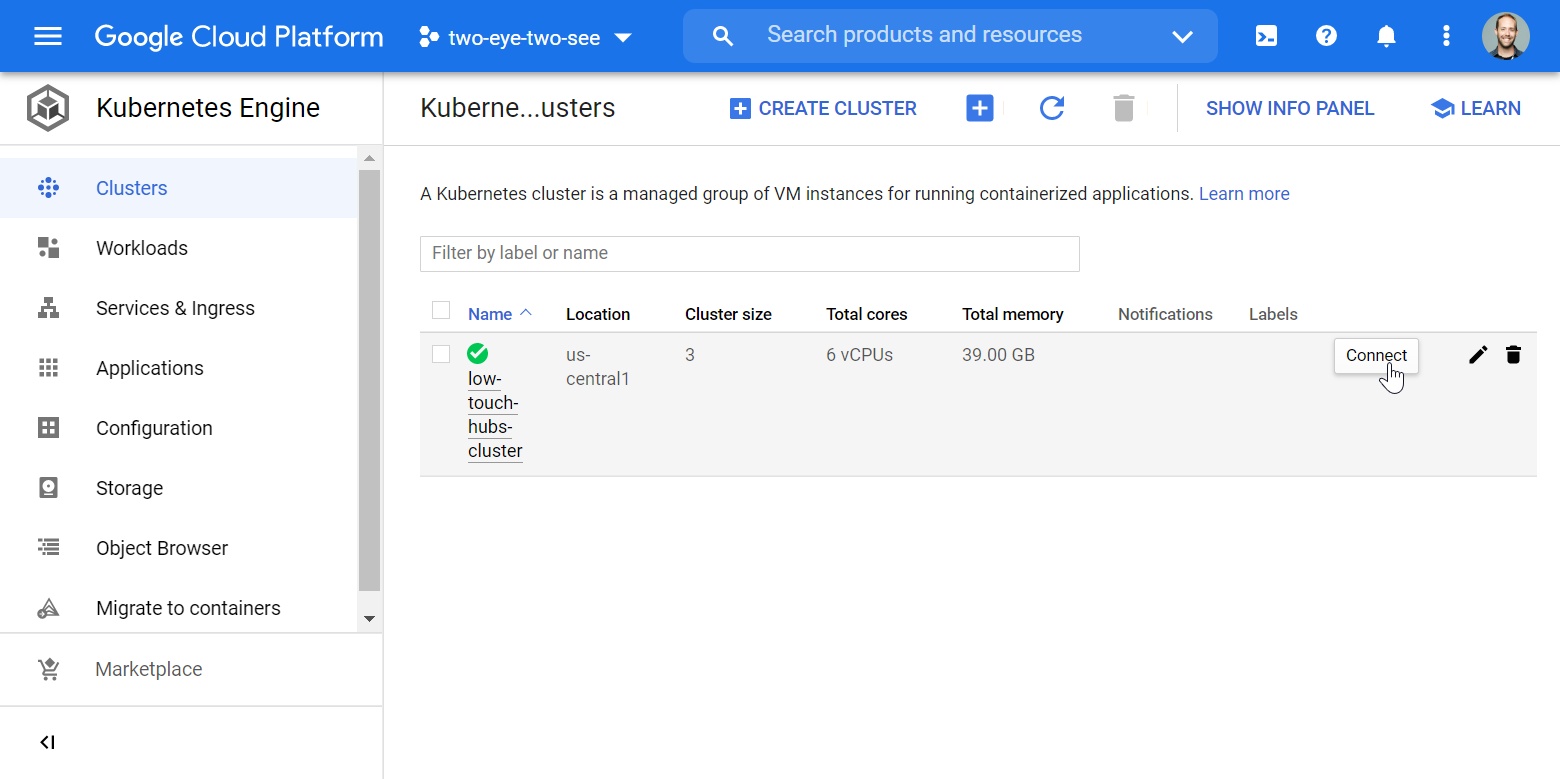 Google Cloud Platform
two-eye-two-see
Search products and resources
Kubernetes Engine
Kuberne...usters
CREATE CLUSTER
SHOW INFO PANEL
LEARN
Clusters
Workloads
Services & Ingress
Applications
Configuration
Storage
Object Browser
Migrate to containers
Marketplace
A Kubernetes cluster is a managed group of VM instances for running containerized applications. Learn more
Filter by label or name
Name Location Cluster size Total cores Total memory Notifications Labels
us- 3 6 vCPUs 39.00 GB Connect
low- central1
touch-
hubs-
cluster